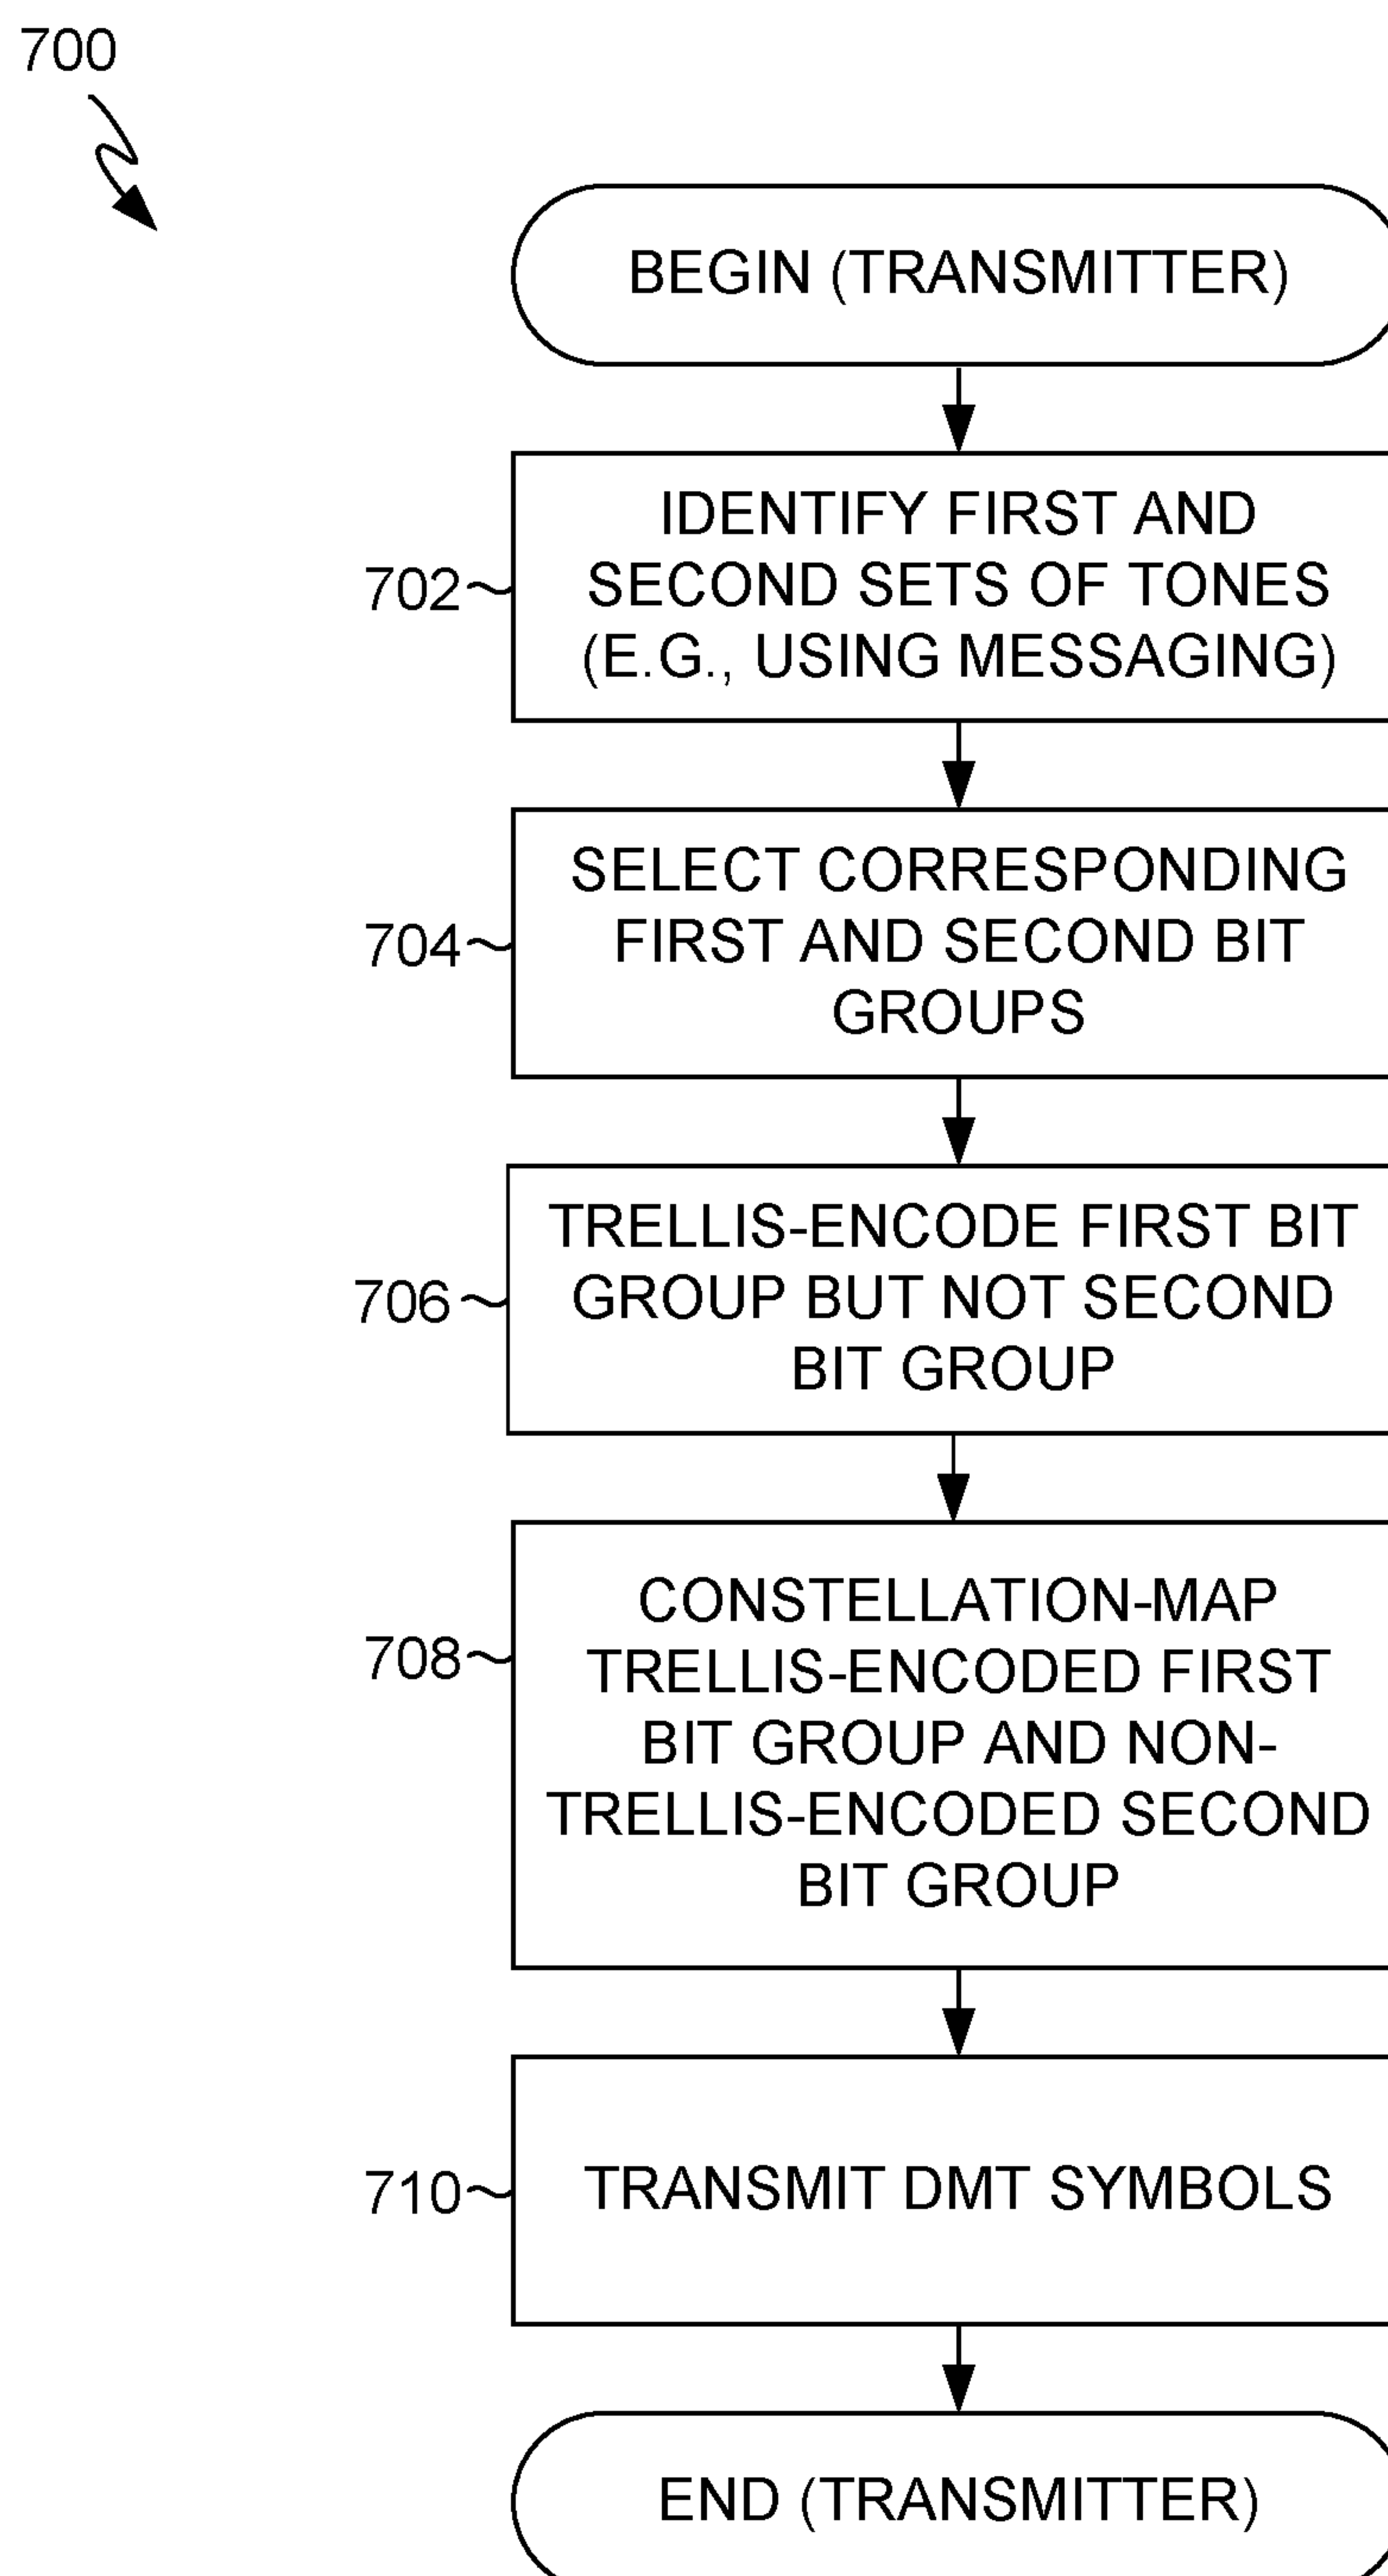 700
BEGIN (TRANSMITTER)
IDENTIFY FIRST AND
SECOND SETS OF TONES
(E.G., USING MESSAGING)
702
SELECT CORRESPONDING
FIRST AND SECOND BIT
GROUPS
704
TRELLIS-ENCODE FIRST BIT
GROUP BUT NOT SECOND
BIT GROUP
706
CONSTELLATION-MAP
TRELLIS-ENCODED FIRST
BIT GROUP AND NON-
TRELLIS-ENCODED SECOND
BIT GROUP
708
TRANSMIT DMT SYMBOLS
710
END (TRANSMITTER)